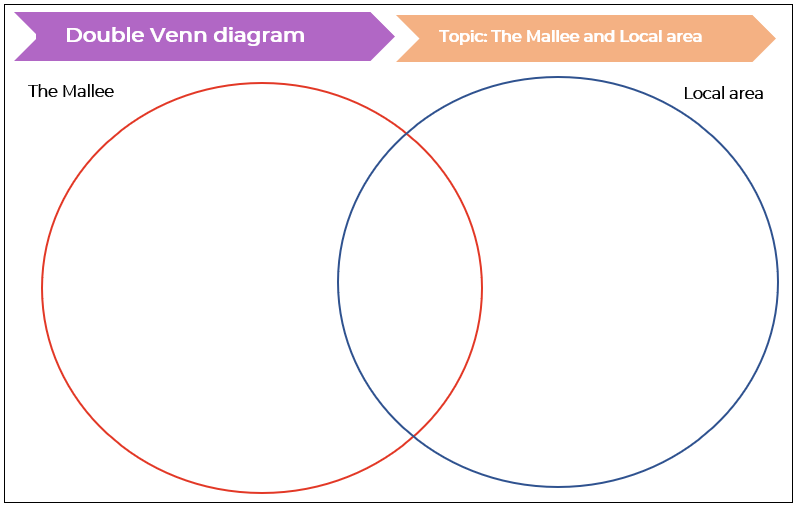 Double Venn diagram
Topic: The Mallee and Local area
The Mallee
Local area